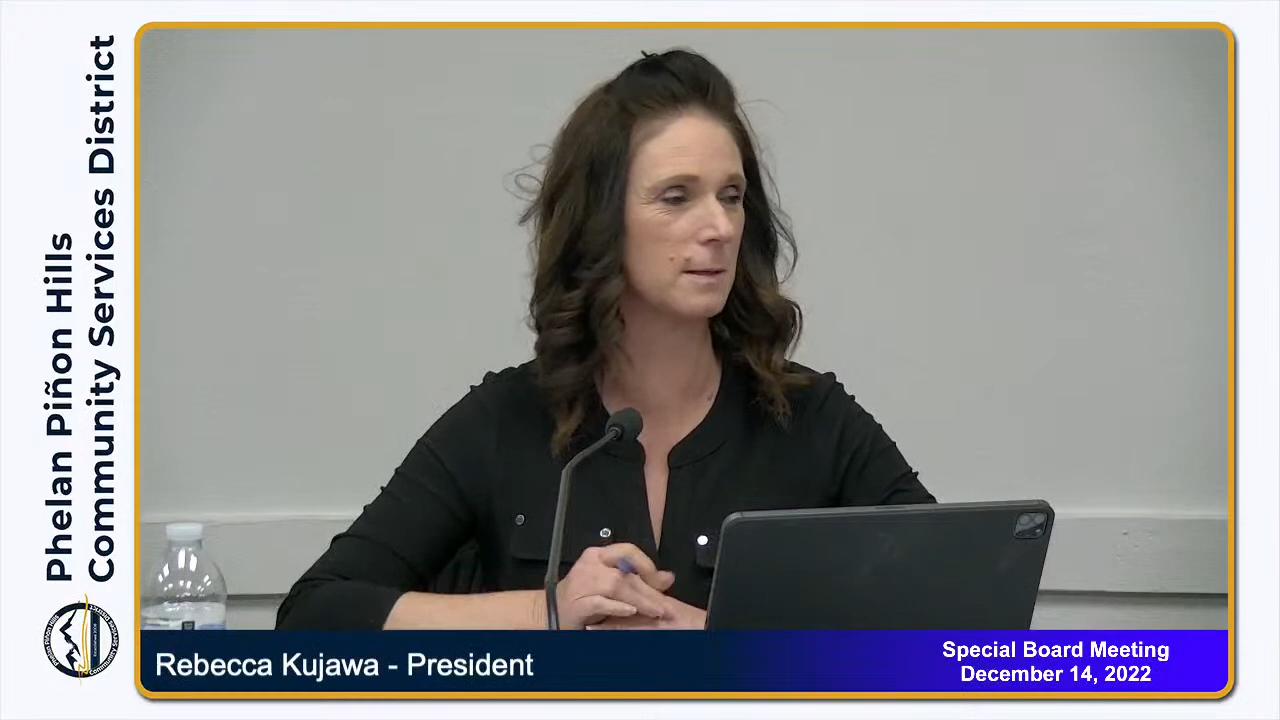 Phelan Piñon Hills
Community Services District
Rebecca Kujawa - President
Special Board Meeting
December 14, 2022